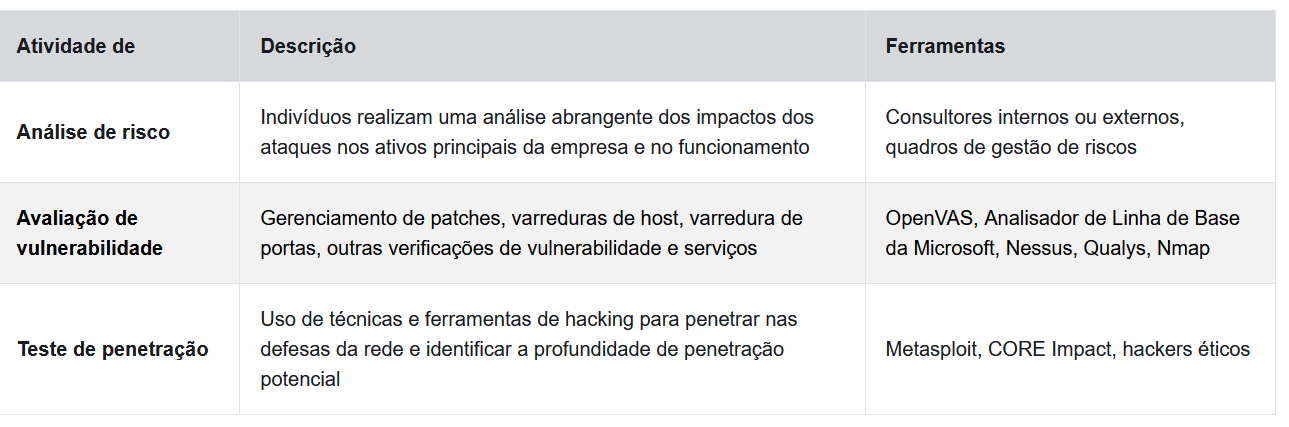 Atividade de
Descrição
Ferramentas
Análise de risco
Indivíduos realizam uma análise abrangente dos impactos dos
ataques nos ativos principais da empresa e no funcionamento
Consultores internos ou externos,
quadros de gestão de riscos
Avaliação de
vulnerabilidade
Gerenciamento de patches, varreduras de host, varredura de
portas, outras verificações de vulnerabilidade e serviços
OpenVAS, Analisador de Linha de Base
da Microsoft, Nessus, Qualys, Nmap
Teste de penetração
Uso de técnicas e ferramentas de hacking para penetrar nas
defesas da rede e identificar a profundidade de penetração
potencial
Metasploit, CORE Impact, hackers éticos